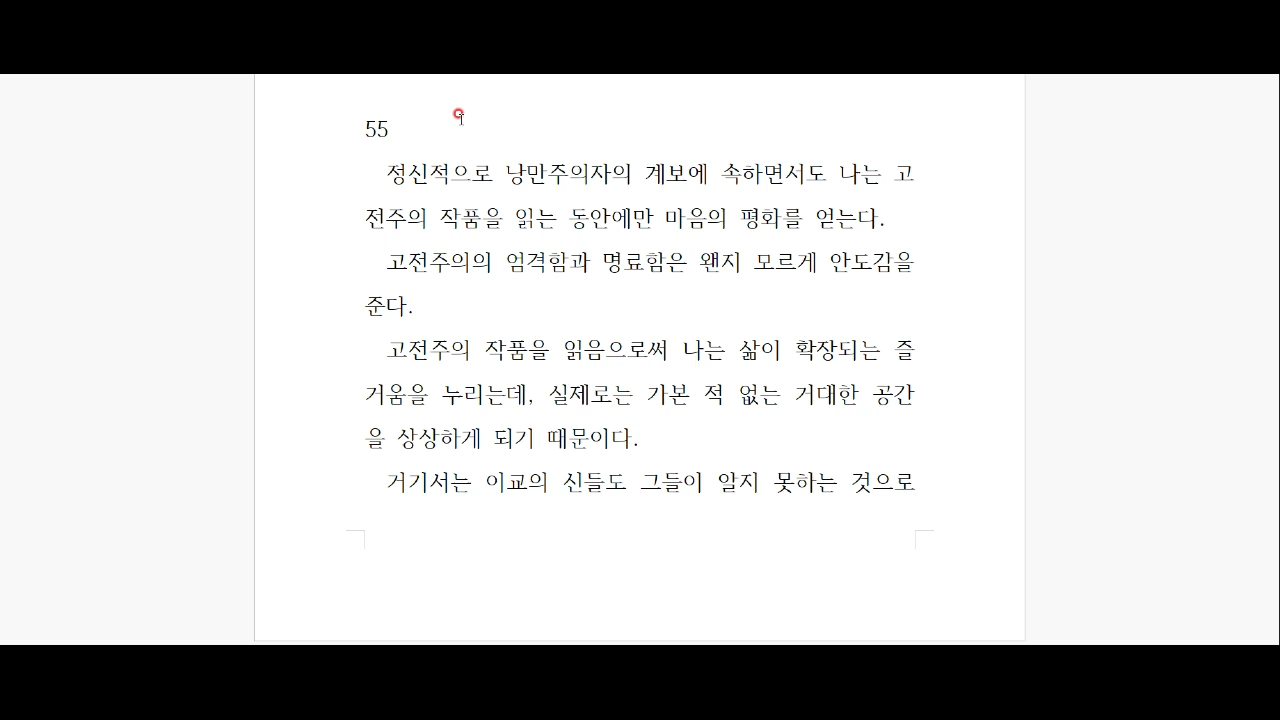 55
정신적으로 낭만주의자의 계보에 속하면서도 나는 고
전주의 작품을 읽는 동안에만 마음의 평화를 얻는다.
고전주의의 엄격함과 명료함은 왠지 모르게 안도감을
준다.
고전주의 작품을 읽음으로써 나는 삶이 확장되는 즐
거움을 누리는데, 실제로는 가본 적 없는 거대한 공간
을 상상하게 되기 때문이다.
거기서는 이교의 신들도 그들이 알지 못하는 것으로